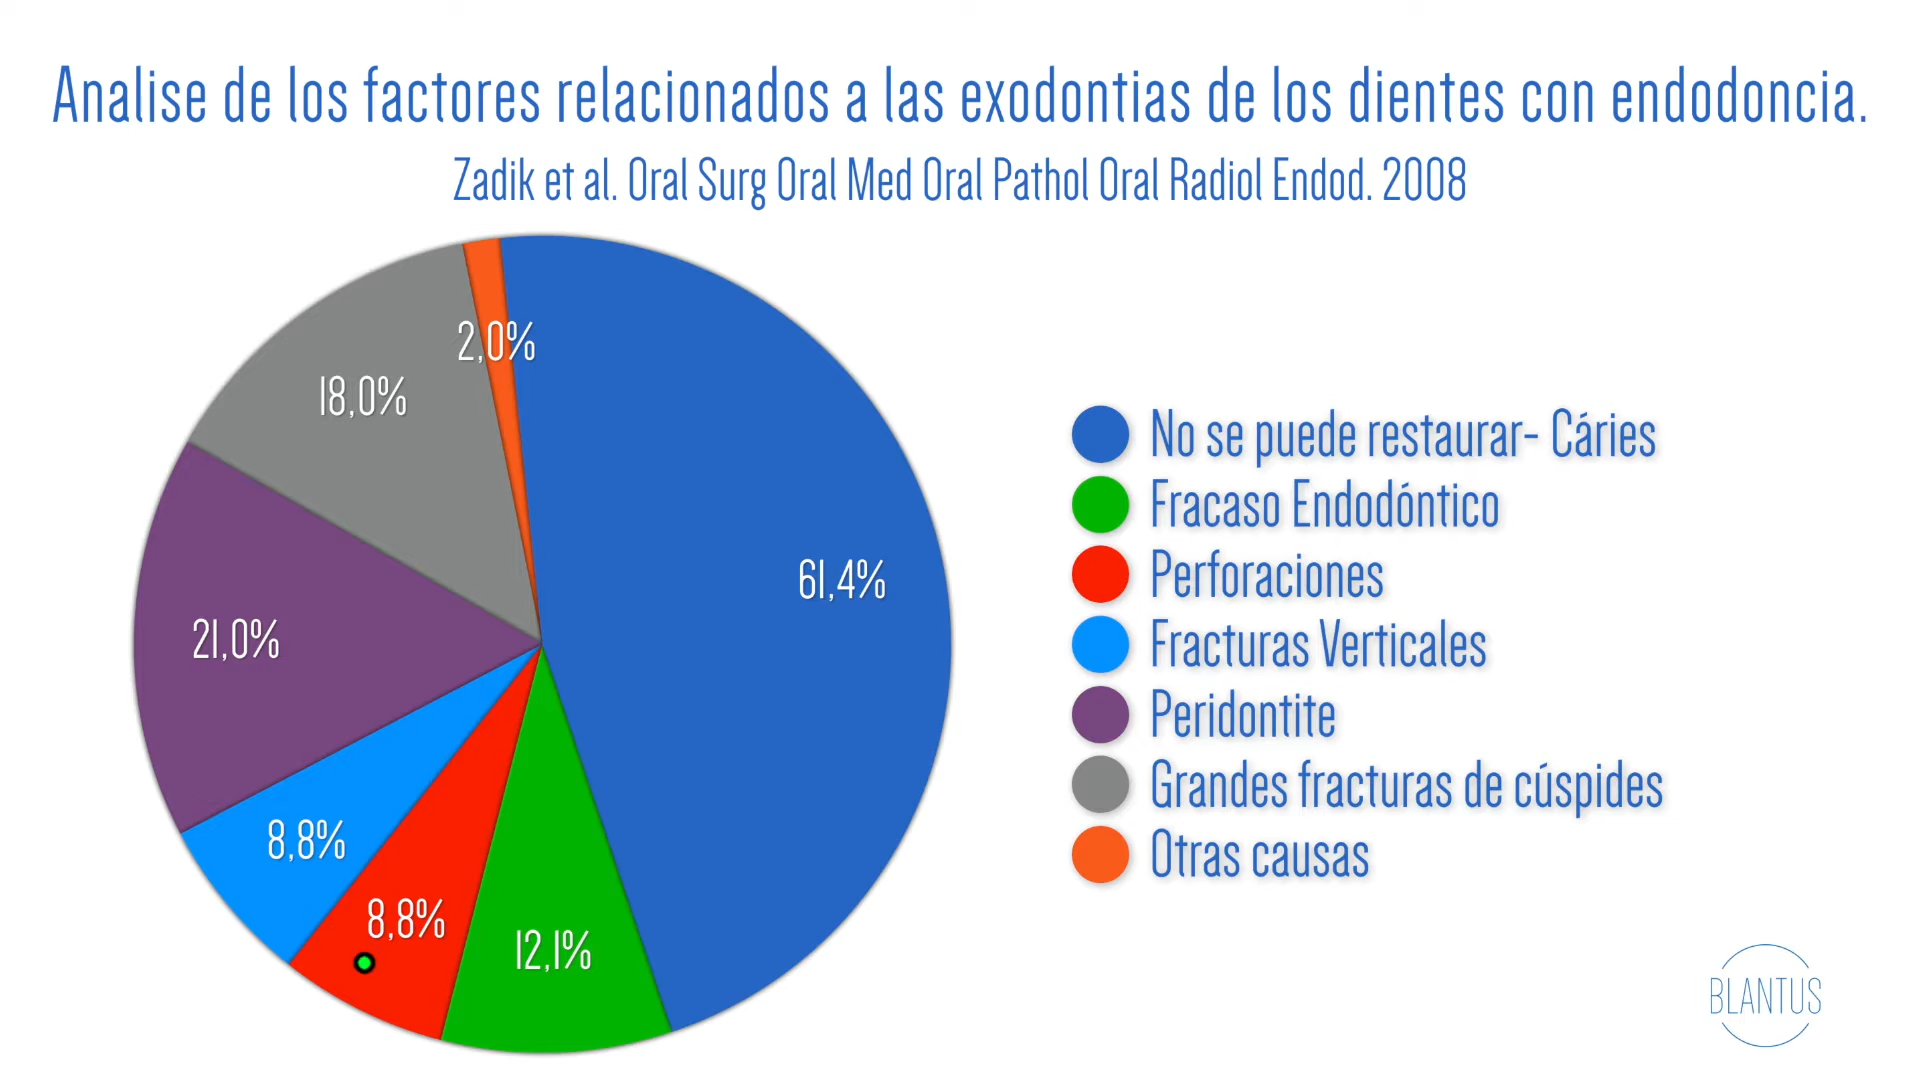 Analise de los factores relacionados a las exodontias de los dientes con endodoncia.
Zadik et al. Oral Surg Oral Med Oral Pathol Oral Radiol Endod. 2008
2,0%
18,0%
61,4%
21,0%
8,8%
8,8%
12,1%
No se puede restaurar- Cáries
Fracaso Endodóntico
Perforaciones
Fracturas Verticales
Peridontite
Grandes fracturas de cúspides
Otras causas
BLANTUS